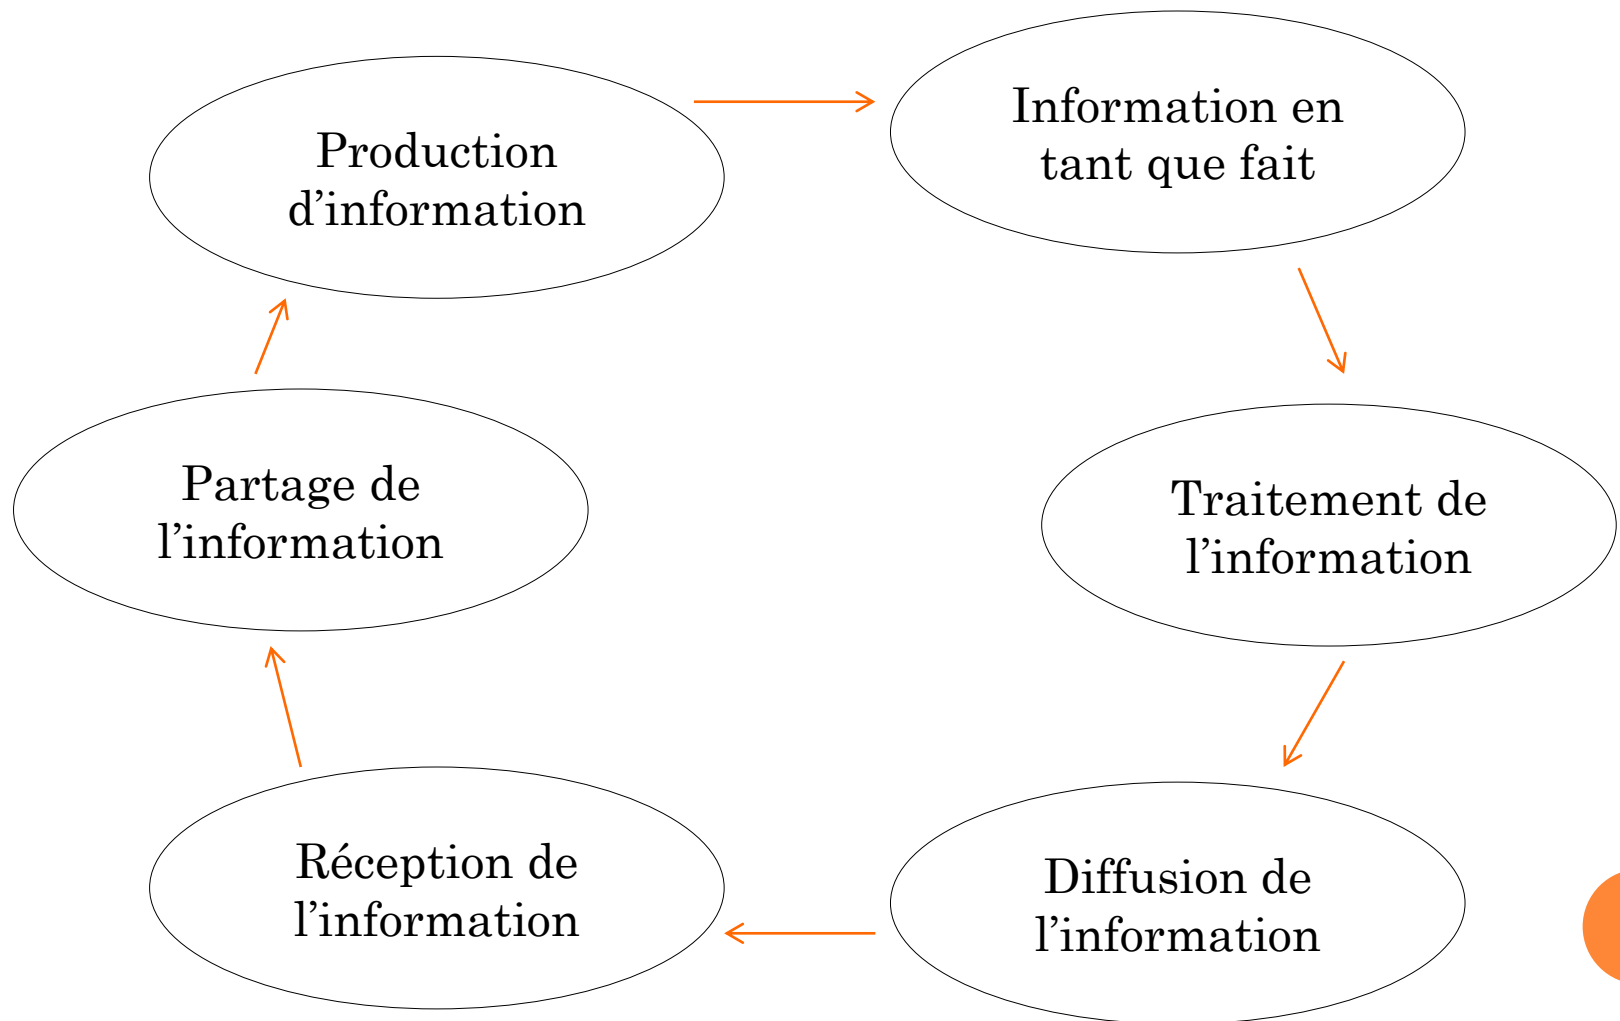 Production
d’information
Information en
tant que fait
Traitement de
l’information
Diffusion de
l’information
Réception de
l’information
Partage de
l’information